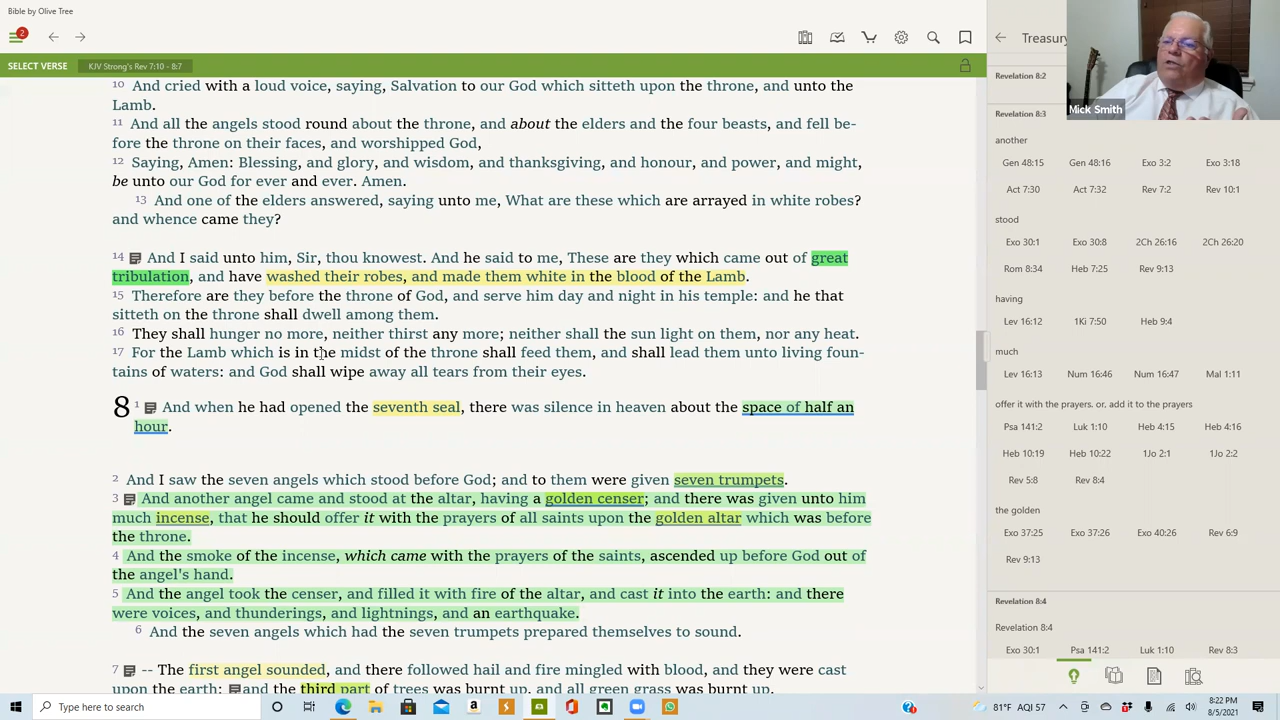 Bible by Olive Tree
2
SELECT VERSE
KJV Strong's Rev 7:10 - 8:7
10 And cried with a loud voice, saying, Salvation to our God which sitteth upon the throne, and unto the
Lamb.
11 And all the angels stood round about the throne, and about the elders and the four beasts, and fell be-
fore the throne on their faces, and worshipped God,
12 Saying, Amen: Blessing, and glory, and wisdom, and thanksgiving, and honour, and power, and might,
be unto our God for ever and ever. Amen.
13 And one of the elders answered, saying unto me, What are these which are arrayed in white robes?
and whence came they?
14 And I said unto him, Sir, thou knowest. And he said to me, These are they which came out of great
tribulation, and have washed their robes, and made them white in the blood of the Lamb.
15 Therefore are they before the throne of God, and serve him day and night in his temple: and he that
sitteth on the throne shall dwell among them.
16 They shall hunger no more, neither thirst any more; neither shall the sun light on them, nor any heat.
17 For the Lamb which is in the midst of the throne shall feed them, and shall lead them unto living foun-
tains of waters: and God shall wipe away all tears from their eyes.
8 1 And when he had opened the seventh seal, there was silence in heaven about the space of half an
hour.
2 And I saw the seven angels which stood before God; and to them were given seven trumpets.
3 And another angel came and stood at the altar, having a golden censer; and there was given unto him
much incense, that he should offer it with the prayers of all saints upon the golden altar which was before
the throne.
4 And the smoke of the incense, which came with the prayers of the saints, ascended up before God out of
the angel's hand.
5 And the angel took the censer, and filled it with fire of the altar, and cast it into the earth: and there
were voices, and thunderings, and lightnings, and an earthquake.
6 And the seven angels which had the seven trumpets prepared themselves to sound.
7 -- The first angel sounded, and there followed hail and fire mingled with blood, and they were cast
upon the earth: and the third part of trees was burnt up, and all green grass was burnt up.
Treasury
Mick Smith
Revelation 8:2
Revelation 8:3
another
Gen 48:15 Gen 48:16 Exo 3:2 Exo 3:18
Act 7:30 Act 7:32 Rev 7:2 Rev 10:1
stood
Exo 30:1 Exo 30:8 2Ch 26:16 2Ch 26:20
Rom 8:34 Heb 7:25 Rev 9:13
having
Lev 16:12 1Ki 7:50 Heb 9:4
much
Lev 16:13 Num 16:46 Num 16:47 Mal 1:11
offer it with the prayers. or, add it to the prayers
Psa 141:2 Luk 1:10 Heb 4:15 Heb 4:16
Heb 10:19 Heb 10:22 1Jo 2:1 1Jo 2:2
Rev 5:8 Rev 8:4
the golden
Exo 37:25 Exo 37:26 Exo 40:26 Rev 6:9
Rev 9:13
Revelation 8:4
Revelation 8:4
Exo 30:1 Psa 141:2 Luk 1:10 Rev 8:3
Type here to search
81°F AQI 57
8:22 PM
8/5/2021